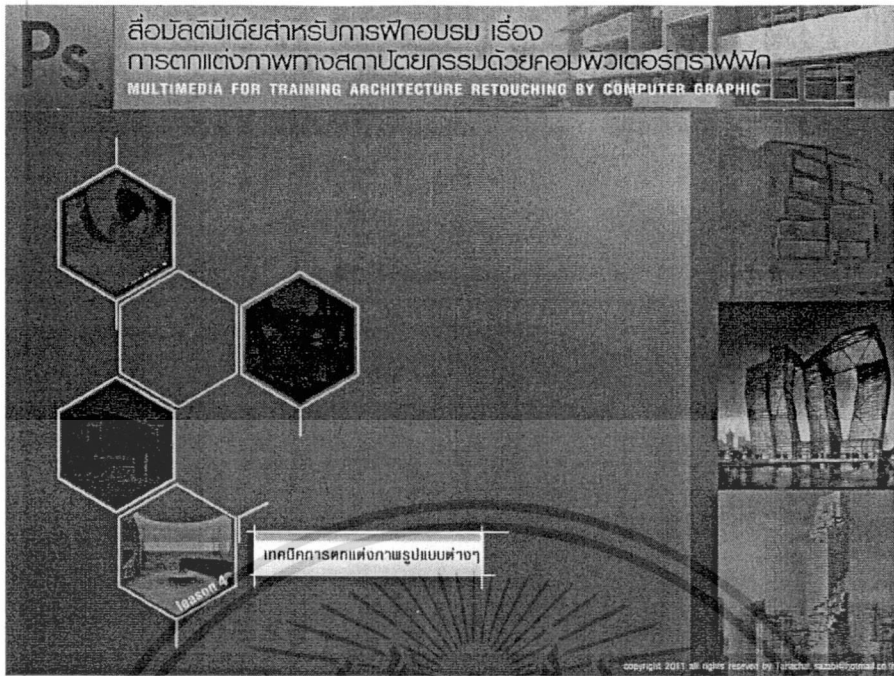 Ps.
สื่อมัลติมีเดียสำหรับการฝึกอบรม เรื่อง
การตกแต่งภาพทางสถาปัตยกรรมด้วยคอมพิวเตอร์กราฟฟิก
MULTIMEDIA FOR TRAINING ARCHITECTURE RETOUCHING BY COMPUTER GRAPHIC
เทคนิคการตกแต่งภาพรูปแบบต่างๆ
leason 4
copyright 2011 all rights reseved by